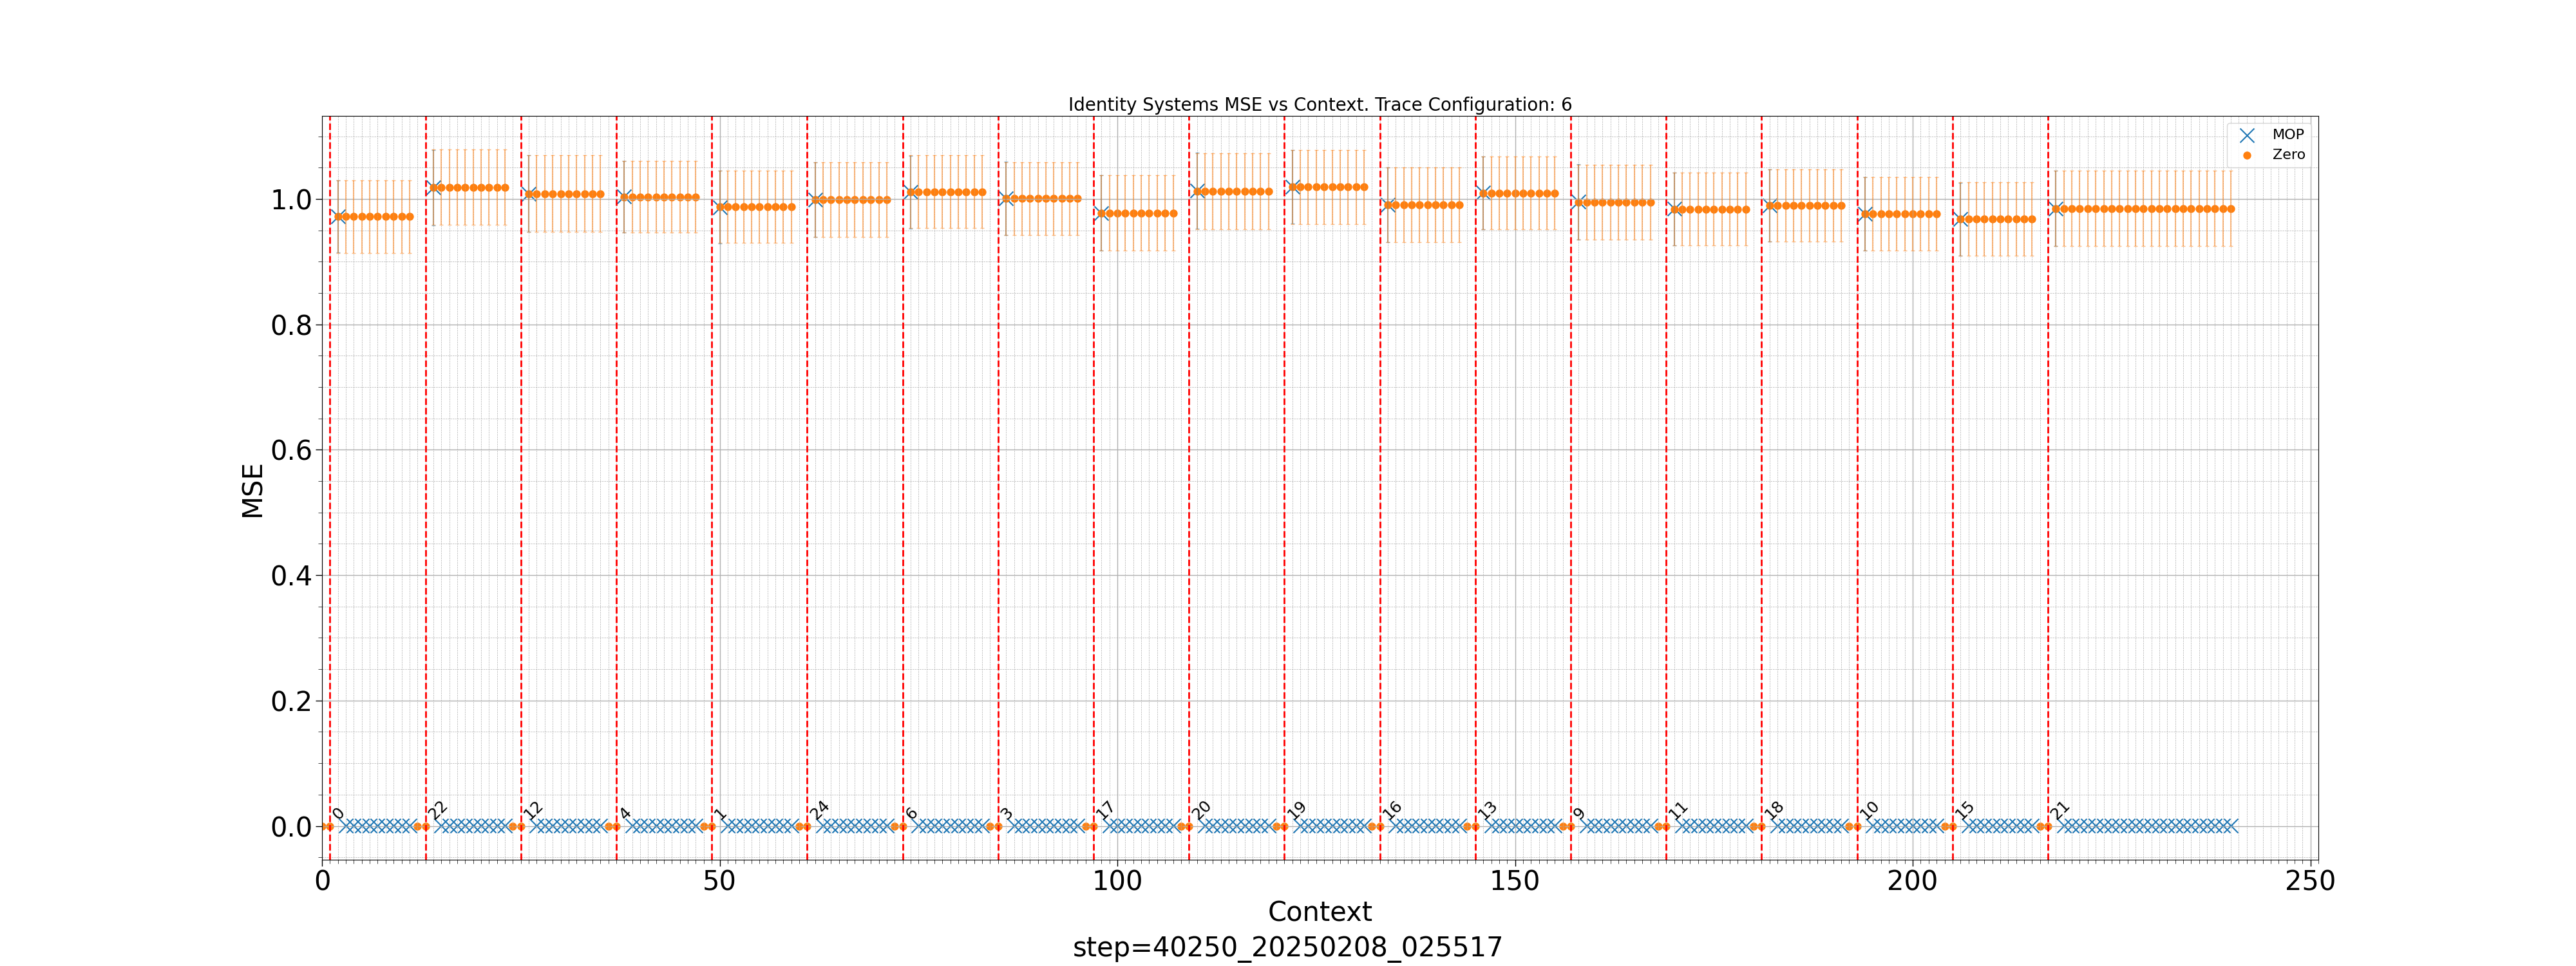 Identity Systems MSE vs Context. Trace Configuration: 6
MOP
Zero
MSE
1.0
0.8
0.6
0.4
0.2
0.0
0 22 12 4 1 24 6 3 17 20 19 16 13 9 11 18 10 15 21
0 50 100 150 200 250
Context
step=40250_20250208_025517